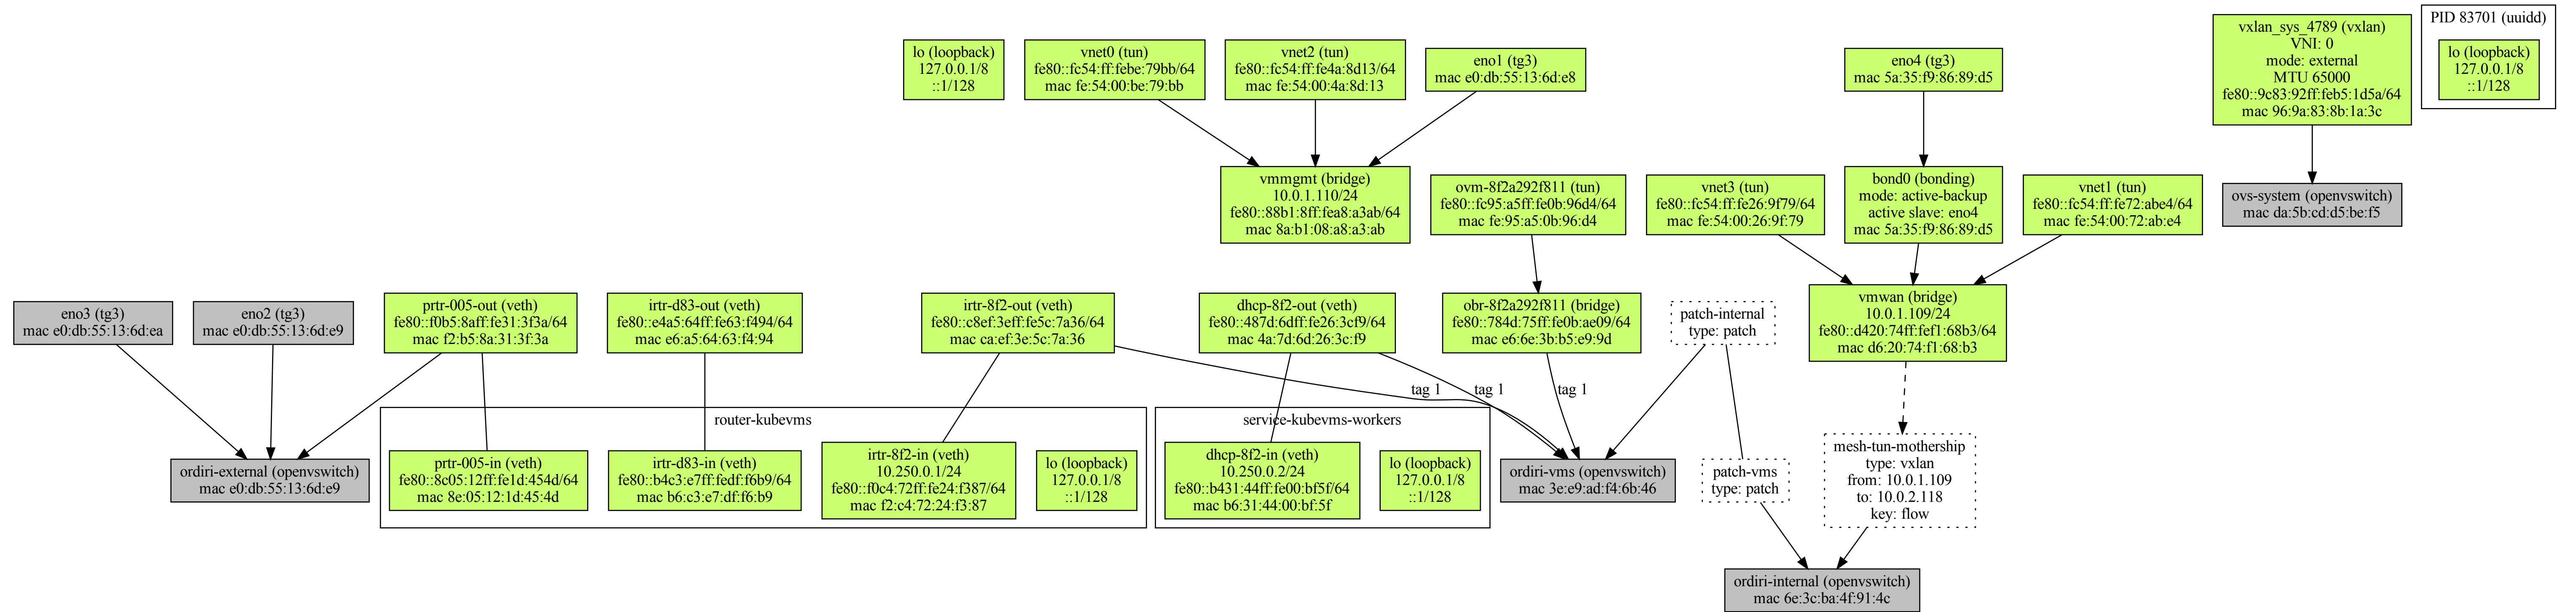 lo (loopback)
127.0.0.1/8
::1/128
vnet0 (tun)
fe80::fc54:ff:febe:79bb/64
mac fe:54:00:be:79:bb
vnet2 (tun)
fe80::fc54:ff:fe4a:8d13/64
mac fe:54:00:4a:8d:13
eno1 (tg3)
mac e0:db:55:13:6d:e8
eno4 (tg3)
mac 5a:35:f9:86:89:d5
vxlan_sys_4789 (vxlan)
VNI: 0
mode: external
MTU 65000
fe80::9c83:92ff:feb5:1d5a/64
mac 96:9a:83:8b:1a:3c
PID 83701 (uuidd)
lo (loopback)
127.0.0.1/8
::1/128
vmmgmt (bridge)
10.0.1.110/24
fe80::88b1:8ff:fea8:a3ab/64
mac 8a:b1:08:a8:a3:ab
ovm-8f2a292f811 (tun)
fe80::fc95:a5ff:fe0b:96d4/64
mac fe:95:a5:0b:96:d4
vnet3 (tun)
fe80::fc54:ff:fe26:9f79/64
mac fe:54:00:26:9f:79
bond0 (bonding)
mode: active-backup
active slave: eno4
mac 5a:35:f9:86:89:d5
vnet1 (tun)
fe80::fc54:ff:fe72:abe4/64
mac fe:54:00:72:ab:e4
ovs-system (openvswitch)
mac da:5b:cd:d5:be:f5
eno3 (tg3)
mac e0:db:55:13:6d:ea
eno2 (tg3)
mac e0:db:55:13:6d:e9
prtr-005-out (veth)
fe80::f0b5:8aff:fe31:3f3a/64
mac f2:b5:8a:31:3f:3a
irtr-d83-out (veth)
fe80::e4a5:64ff:fe63:f494/64
mac e6:a5:64:63:f4:94
irtr-8f2-out (veth)
fe80::c8ef:3eff:fe5c:7a36/64
mac ca:ef:3e:5c:7a:36
dhcp-8f2-out (veth)
fe80::487d:6dff:fe26:3cf9/64
mac 4a:7d:6d:26:3c:f9
obr-8f2a292f811 (bridge)
fe80::784d:75ff:fe0b:ae09/64
mac e6:6e:3b:b5:e9:9d
patch-internal
type: patch
vmwan (bridge)
10.0.1.109/24
fe80::d420:74ff:fef1:68b3/64
mac d6:20:74:f1:68:b3
tag 1
tag 1
tag 1
router-kubevms
service-kubevms-workers
ordiri-external (openvswitch)
mac e0:db:55:13:6d:e9
prtr-005-in (veth)
fe80::8c05:12ff:fe1d:454d/64
mac 8e:05:12:1d:45:4d
irtr-d83-in (veth)
fe80::b4c3:e7ff:fedf:f6b9/64
mac b6:c3:e7:df:f6:b9
irtr-8f2-in (veth)
10.250.0.1/24
fe80::f0c4:72ff:fe24:f387/64
mac f2:c4:72:24:f3:87
lo (loopback)
127.0.0.1/8
::1/128
dhcp-8f2-in (veth)
10.250.0.2/24
fe80::b431:44ff:fe00:bf5f/64
mac b6:31:44:00:bf:5f
lo (loopback)
127.0.0.1/8
::1/128
ordiri-vms (openvswitch)
mac 3e:e9:ad:f4:6b:46
patch-vms
type: patch
mesh-tun-mothership
type: vxlan
from: 10.0.1.109
to: 10.0.2.118
key: flow
ordiri-internal (openvswitch)
mac 6e:3c:ba:4f:91:4c